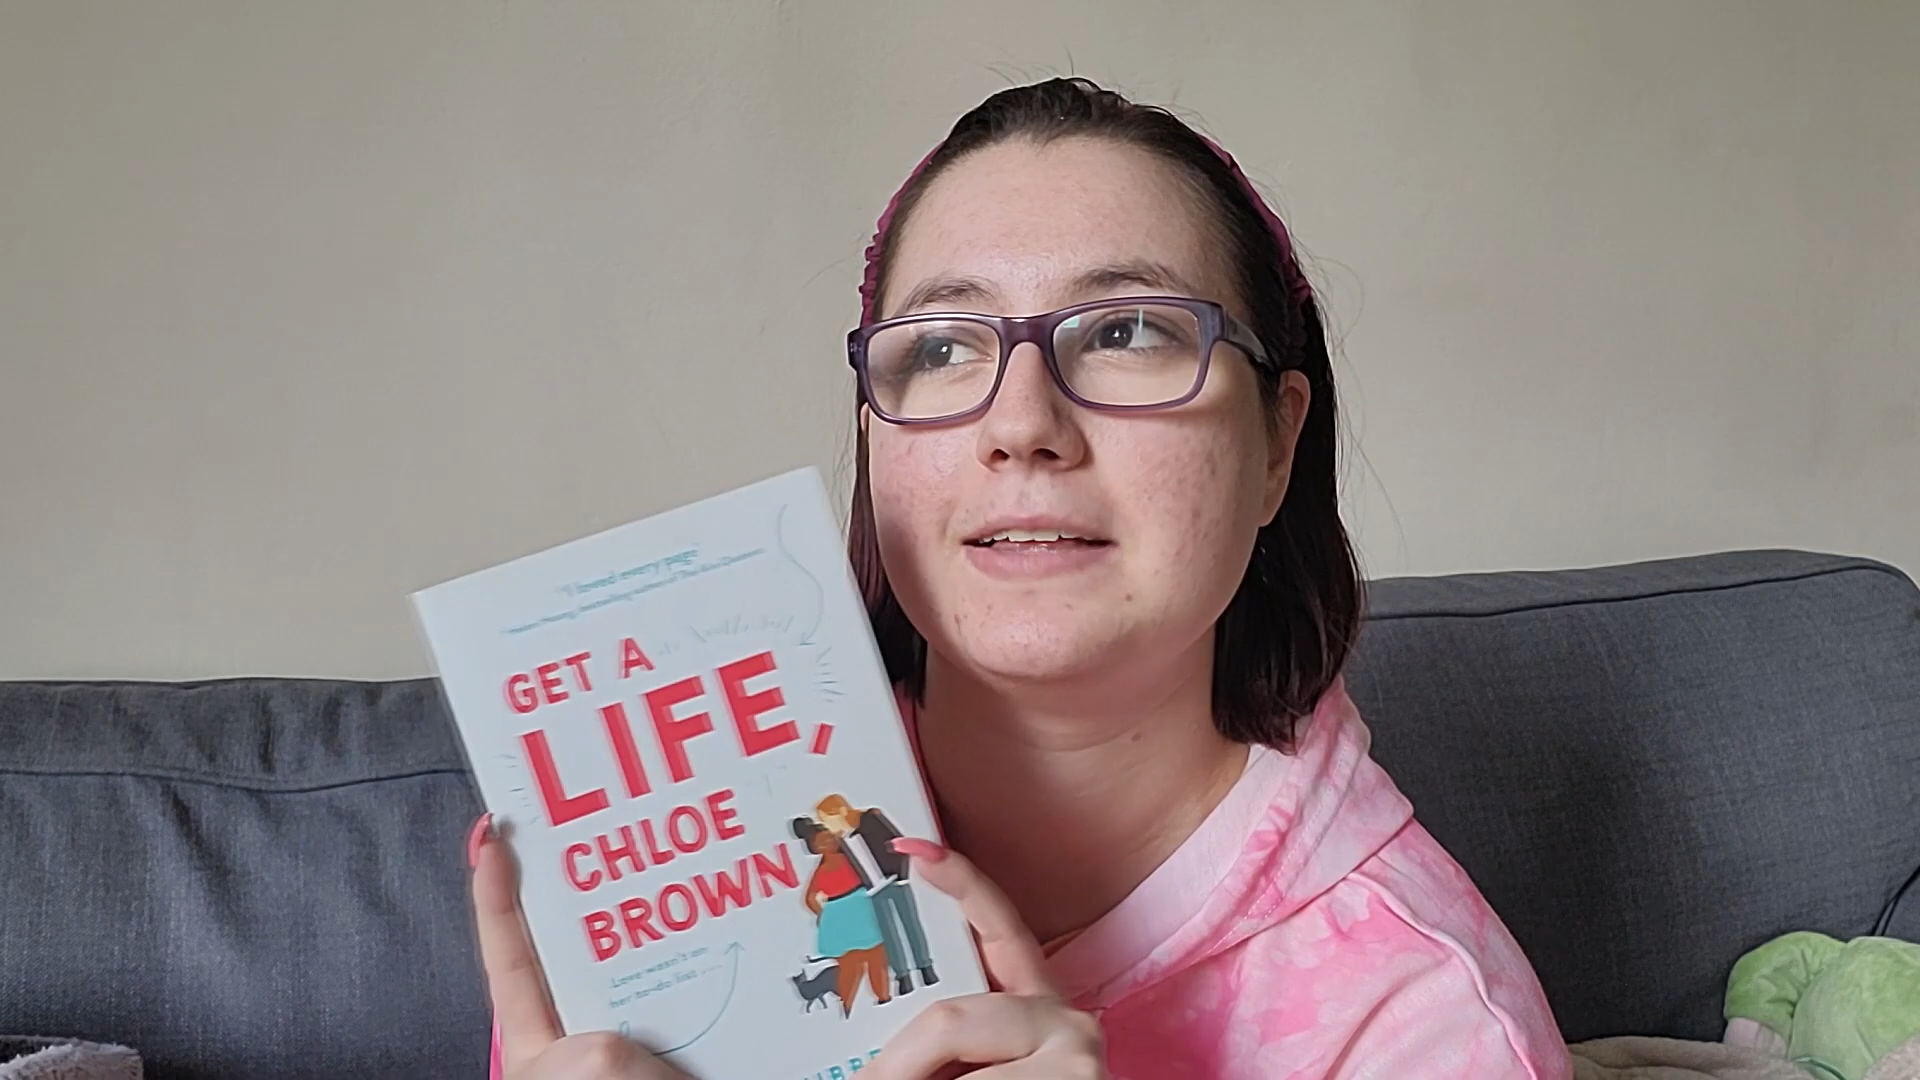 'I loved every page'
GET A
LIFE,
CHLOE
BROWN
Love wasn't on
her to-do list ...